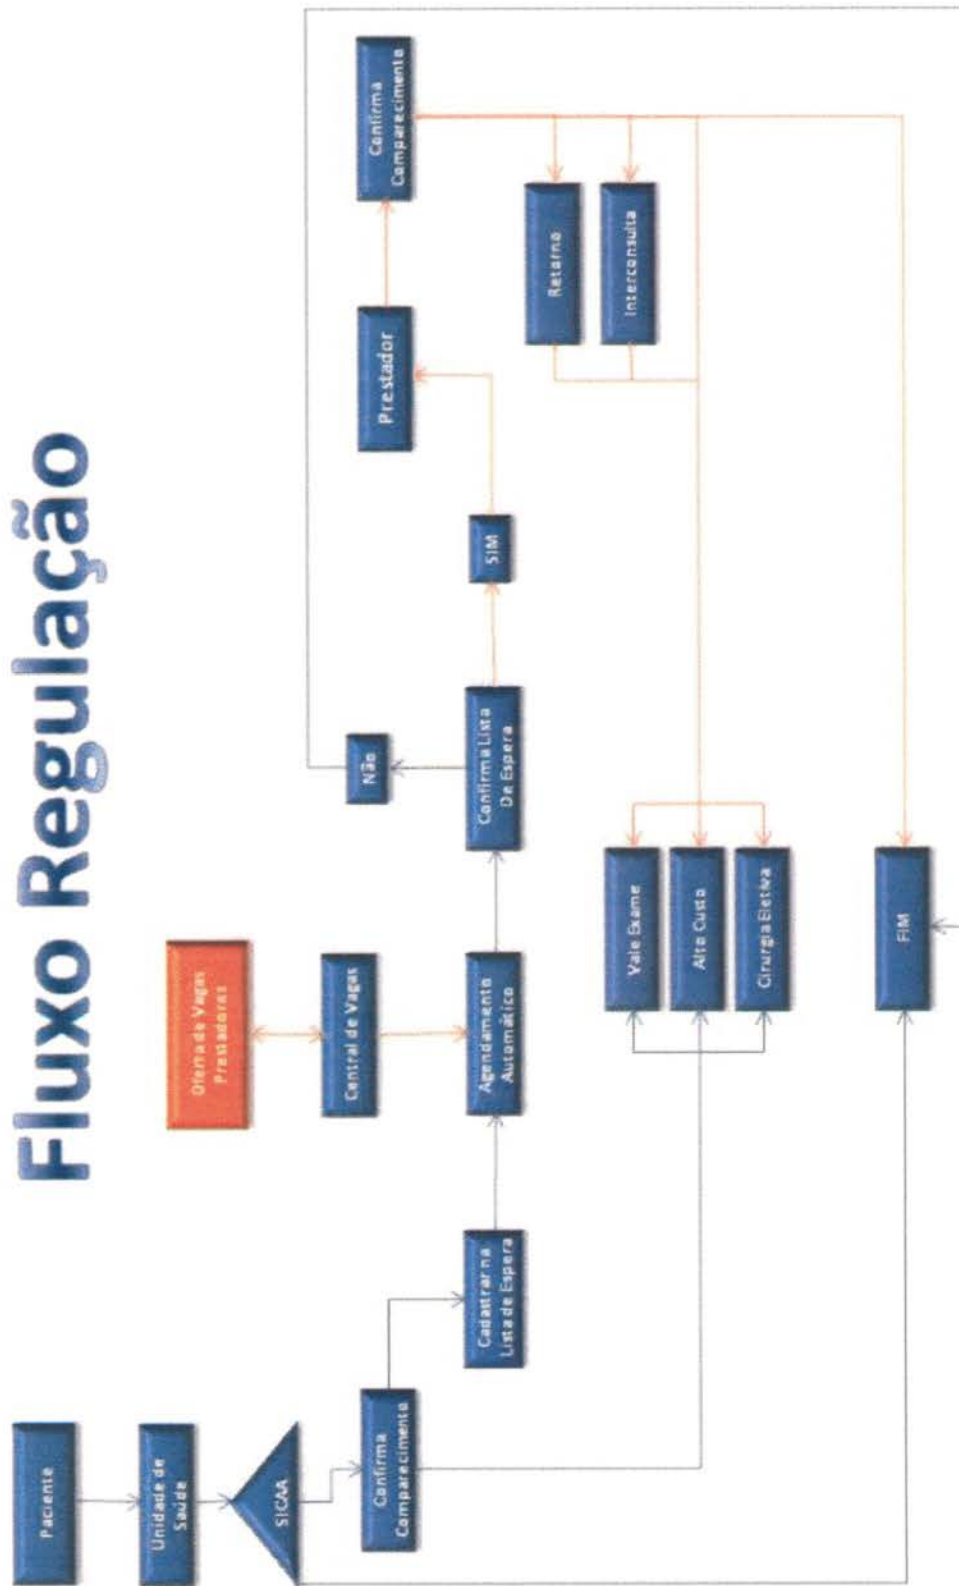 Fluxo Regulação
Paciente
Unidade de
Saúde
SICAA
Confirma
Comparecimento
Cadastrar na
Lista de Espera
Oferta de Vagas
Prestadores
Central de Vagas
Agendamento
Automático
Confirma Lista
De Espera
Não
SIM
Prestador
Confirma
Comparecimento
Retorno
Interconsulta
Vale Exame
Alto Custo
Cirurgia Eletiva
FIM